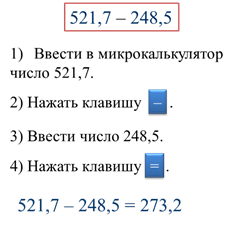 521,7 – 248,5
1) Ввести в микрокалькулятор
число 521,7.
2) Нажать клавишу – .
3) Ввести число 248,5.
4) Нажать клавишу = .
521,7 – 248,5 = 273,2